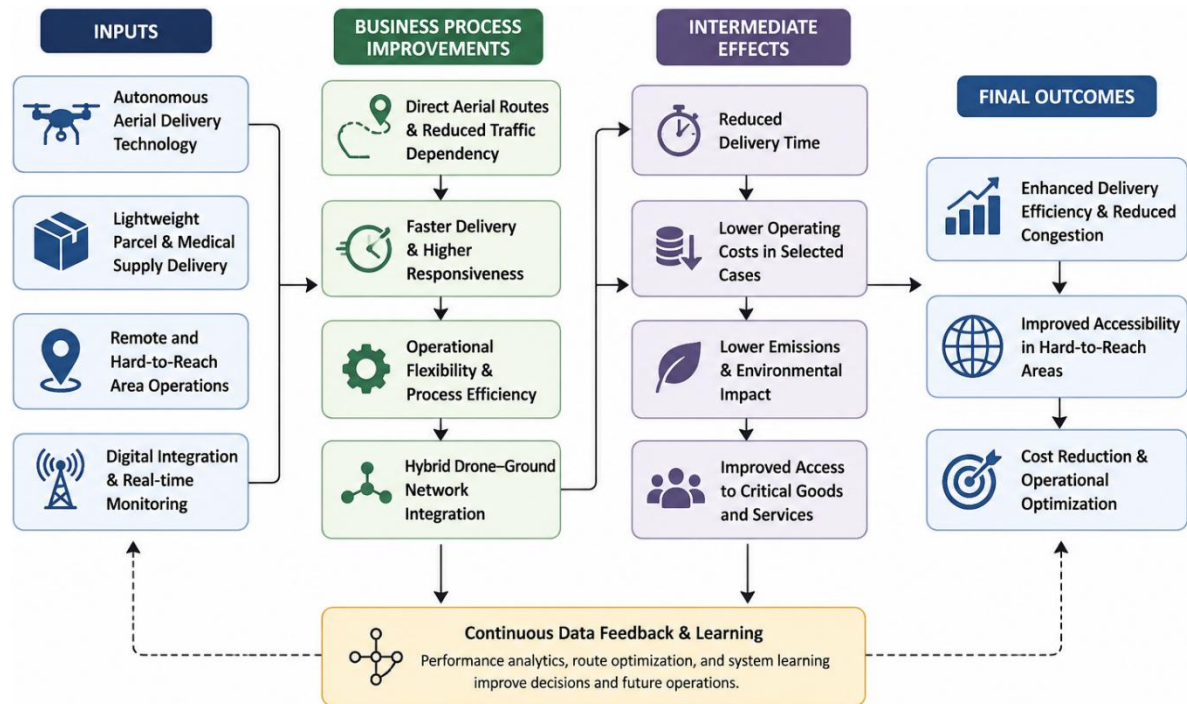 INPUTS
Autonomous
Aerial Delivery
Technology
Lightweight
Parcel & Medical
Supply Delivery
Remote and
Hard-to-Reach
Area Operations
Digital Integration
& Real-time
Monitoring
BUSINESS PROCESS
IMPROVEMENTS
Direct Aerial Routes
& Reduced Traffic
Dependency
Faster Delivery
& Higher
Responsiveness
Operational
Flexibility &
Process Efficiency
Hybrid Drone–Ground
Network
Integration
INTERMEDIATE
EFFECTS
Reduced
Delivery Time
Lower Operating
Costs in Selected
Cases
Lower Emissions
& Environmental
Impact
Improved Access
to Critical Goods
and Services
FINAL OUTCOMES
Enhanced Delivery
Efficiency & Reduced
Congestion
Improved Accessibility
in Hard-to-Reach
Areas
Cost Reduction &
Operational
Optimization
Continuous Data Feedback & Learning
Performance analytics, route optimization, and system learning
improve decisions and future operations.